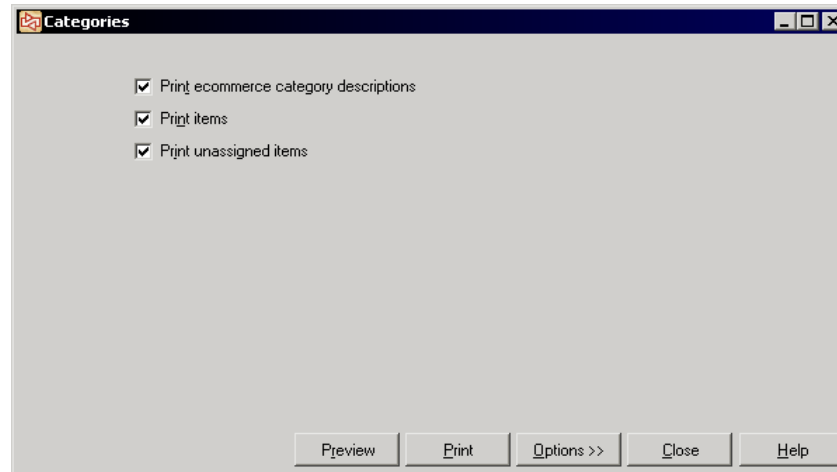 Categories
Print ecommerce category descriptions
Print items
Print unassigned items
Preview Print Options >> Close Help